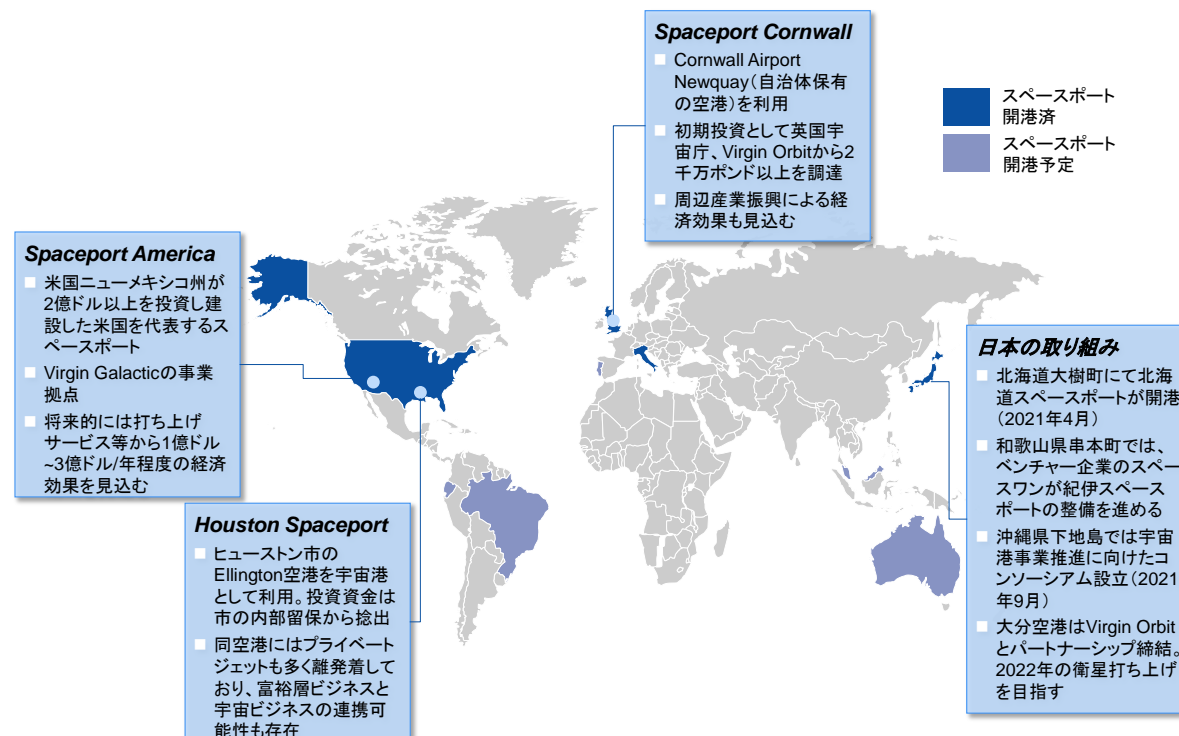 Spaceport Cornwall
Cornwall Airport
Newquay(自治体保有
の空港)を利用
初期投資として英国宇
宙庁、Virgin Orbitから2
千万ポンド以上を調達
周辺産業振興による経
済効果も見込む
スペースポート
開港済
スペースポート
開港予定
Spaceport America
米国ニューメキシコ州が
2億ドル以上を投資し建
設した米国を代表するス
ペースポート
Virgin Galacticの事業
拠点
将来的には打ち上げ
サービス等から1億ドル
~3億ドル/年程度の経済
効果を見込む
Houston Spaceport
ヒューストン市の
Ellington空港を宇宙港
として利用。投資資金は
市の内部留保から捻出
同空港にはプライベート
ジェットも多く離発着して
おり、富裕層ビジネスと
宇宙ビジネスの連携可
能性も存在
日本の取り組み
北海道大樹町にて北海
道スペースポートが開港
(2021年4月)
和歌山県串本町では、
ベンチャー企業のスペー
スワンが紀伊スペース
ポートの整備を進める
沖縄県下地島では宇宙
港事業推進に向けたコ
ンソーシアム設立(2021
年9月)
大分空港はVirgin Orbit
とパートナーシップ締結。
2022年の衛星打ち上げ
を目指す